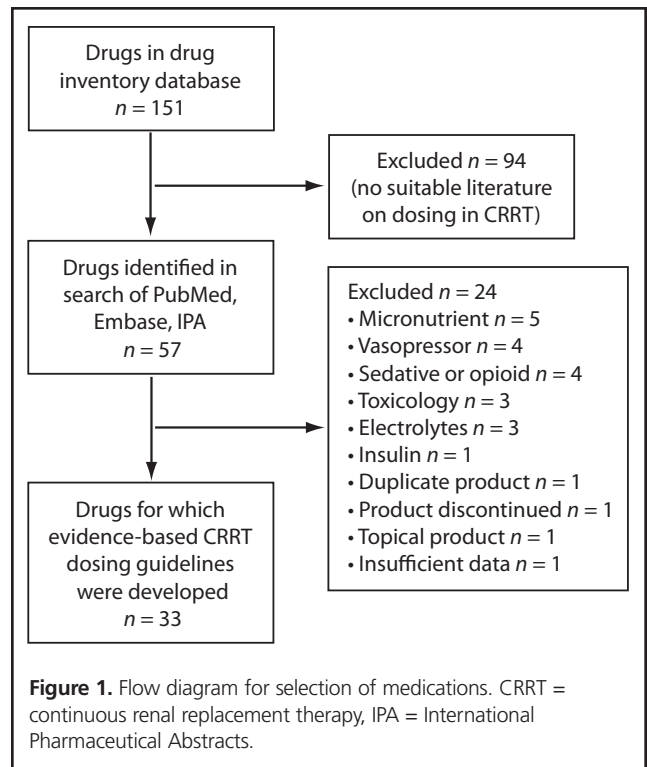 Drugs in drug
inventory database
n = 151
Excluded n = 94
(no suitable literature
on dosing in CRRT)
Drugs identified in
search of PubMed,
Embase, IPA
n = 57
Excluded n = 24
• Micronutrient n = 5
• Vasopressor n = 4
• Sedative or opioid n = 4
• Toxicology n = 3
• Electrolytes n = 3
• Insulin n = 1
• Duplicate product n = 1
• Product discontinued n = 1
• Topical product n = 1
• Insufficient data n = 1
Drugs for which
evidence-based CRRT
dosing guidelines
were developed
n = 33
Figure 1. Flow diagram for selection of medications. CRRT =
continuous renal replacement therapy, IPA = International
Pharmaceutical Abstracts.